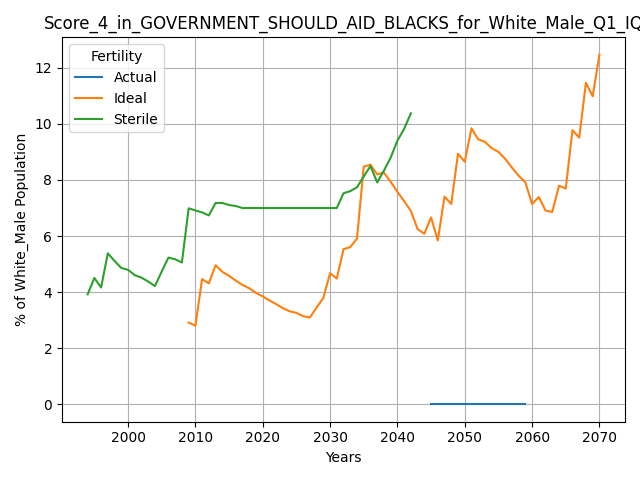 Score_4_in_GOVERNMENT_SHOULD_AID_BLACKS_for_White_Male_Q1_IQ
Fertility
Actual
Ideal
Sterile
% of White_Male Population
12
10
8
6
4
2
0
2000 2010 2020 2030 2040 2050 2060 2070
Years